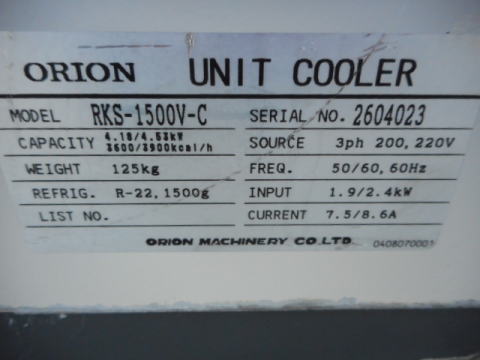 ORION UNIT COOLER
MODEL RKS-1500V-C SERIAL NO. 2604023
CAPACITY 4.18/4.53kW 3600/3900kcal/h SOURCE 3ph 200, 220V
WEIGHT 125kg FREQ. 50/60, 60Hz
REFRIG. R-22, 1500g INPUT 1.9/2.4kW
LIST NO. CURRENT 7.5/8.6A
ORION MACHINERY CO.,LTD. 0408070001